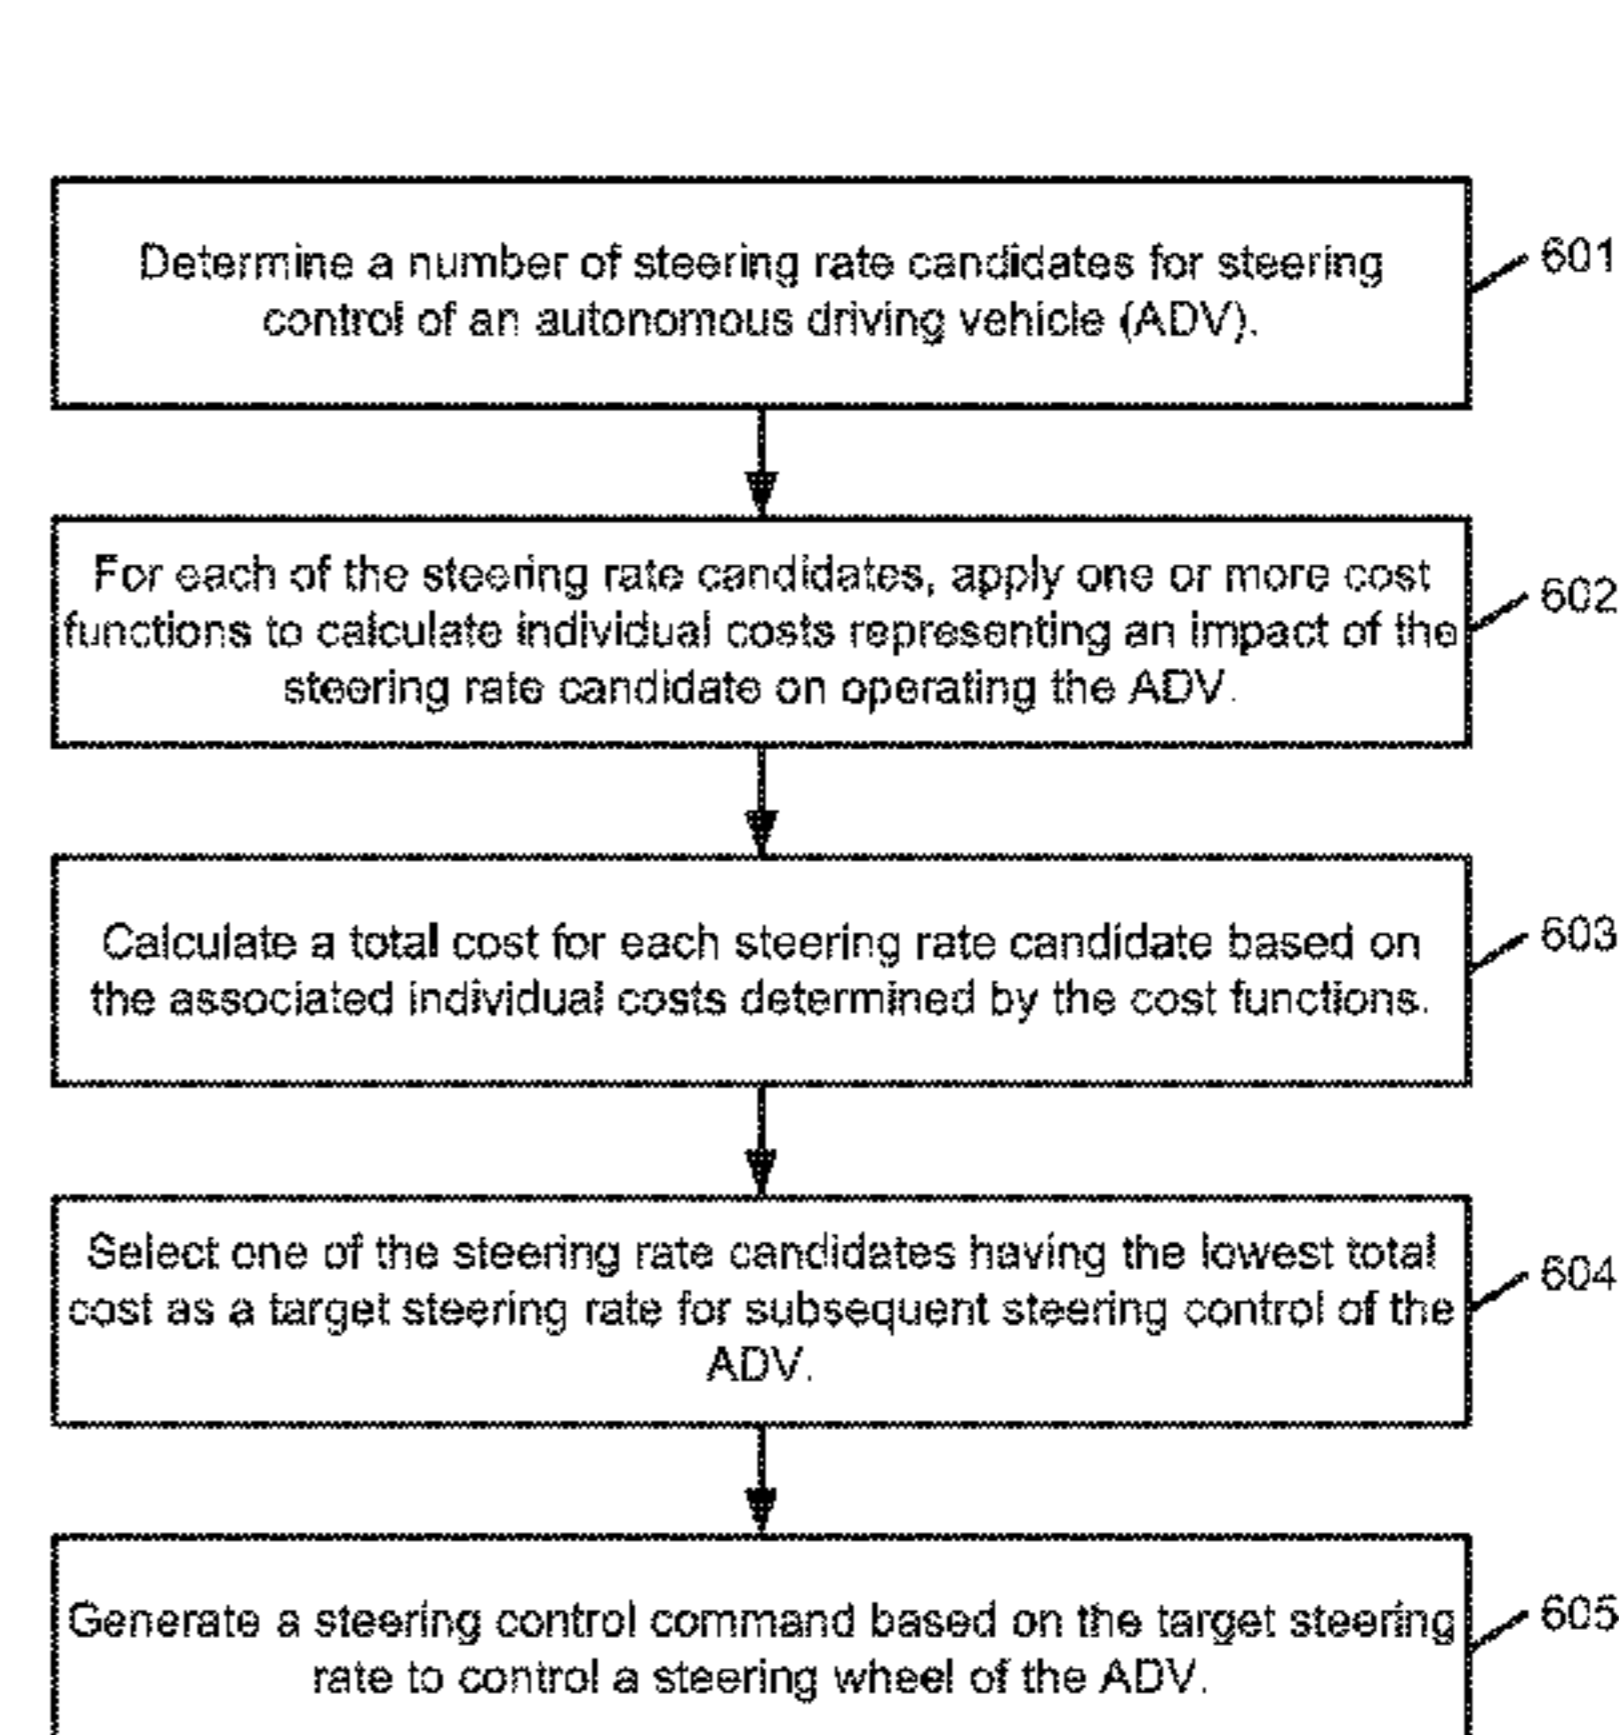 Determine a number of steering rate candidates for steering
control of an autonomous driving vehicle (ADV).
601
For each of the steering rate candidates, apply one or more cost
functions to calculate individual costs representing an impact of the
steering rate candidate on operating the ADV.
602
Calculate a total cost for each steering rate candidate based on
the associated individual costs determined by the cost functions.
603
Select one of the steering rate candidates having the lowest total
cost as a target steering rate for subsequent steering control of the
ADV.
604
Generate a steering control command based on the target steering
rate to control a steering wheel of the ADV.
605